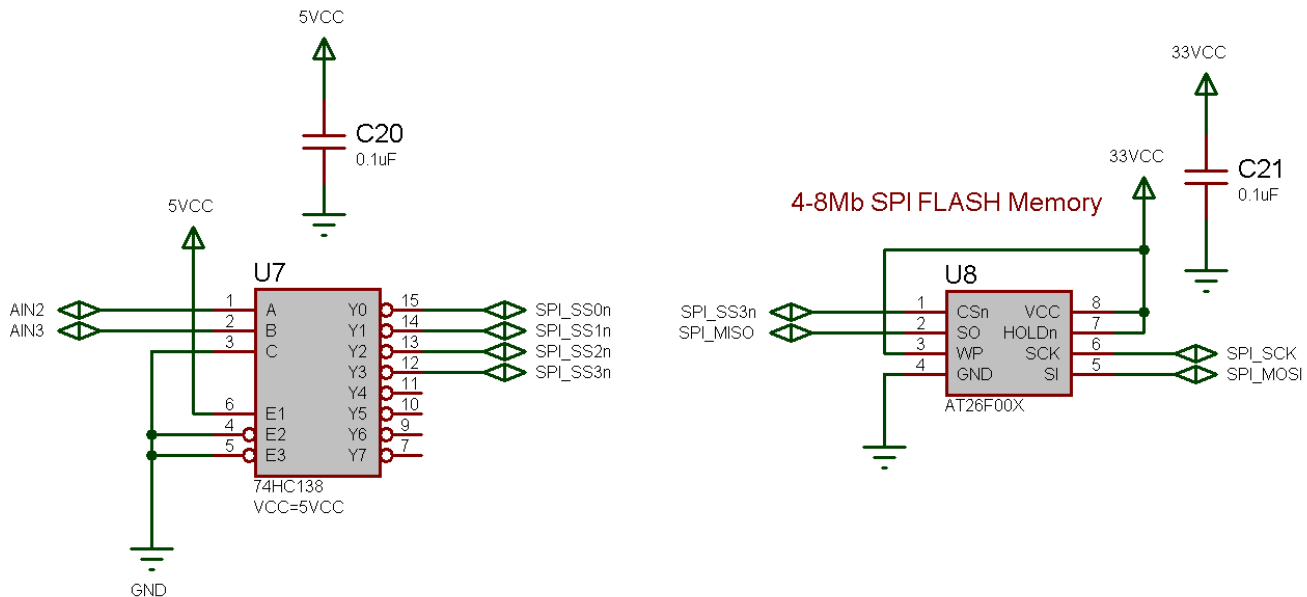 5VCC
C20
0.1uF
5VCC
U7
AIN2
AIN3
1 A Y0 15 SPI_SS0n
2 B Y1 14 SPI_SS1n
3 C Y2 13 SPI_SS2n
Y3 12 SPI_SS3n
Y4 11
6 E1 Y5 10
4 E2 Y6 9
5 E3 Y7 7
74HC138
VCC=5VCC
GND
33VCC
C21
0.1uF
33VCC
4-8Mb SPI FLASH Memory
U8
SPI_SS3n 1 CSn VCC 8
SPI_MISO 2 SO HOLDn 7
3 WP SCK 6 SPI_SCK
4 GND SI 5 SPI_MOSI
AT26F00X